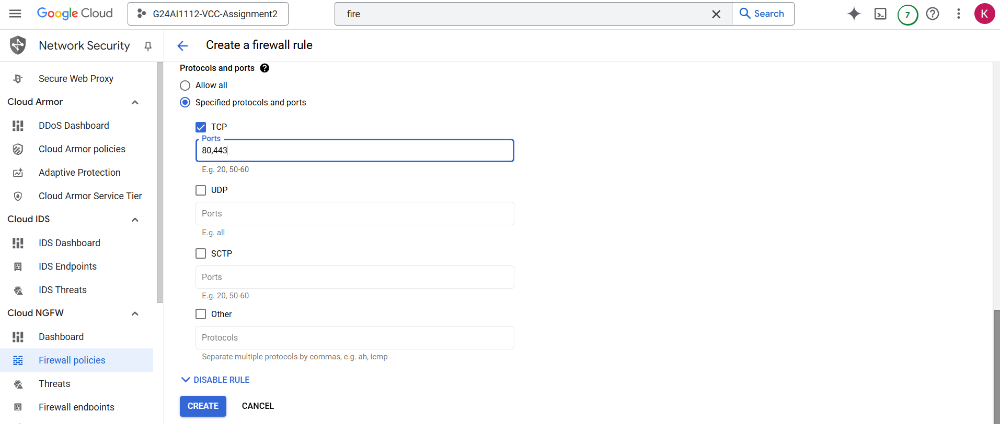 Google Cloud
G24AI1112-VCC-Assignment2
fire
Search
7
K
Network Security
Create a firewall rule
Secure Web Proxy
Cloud Armor
DDoS Dashboard
Cloud Armor policies
Adaptive Protection
Cloud Armor Service Tier
Cloud IDS
IDS Dashboard
IDS Endpoints
IDS Threats
Cloud NGFW
Dashboard
Firewall policies
Threats
Firewall endpoints
Protocols and ports
Allow all
Specified protocols and ports
TCP
Ports
80,443
E.g. 20, 50-60
UDP
Ports
E.g. all
SCTP
Ports
E.g. 20, 50-60
Other
Protocols
Separate multiple protocols by commas, e.g. ah, icmp
DISABLE RULE
CREATE
CANCEL